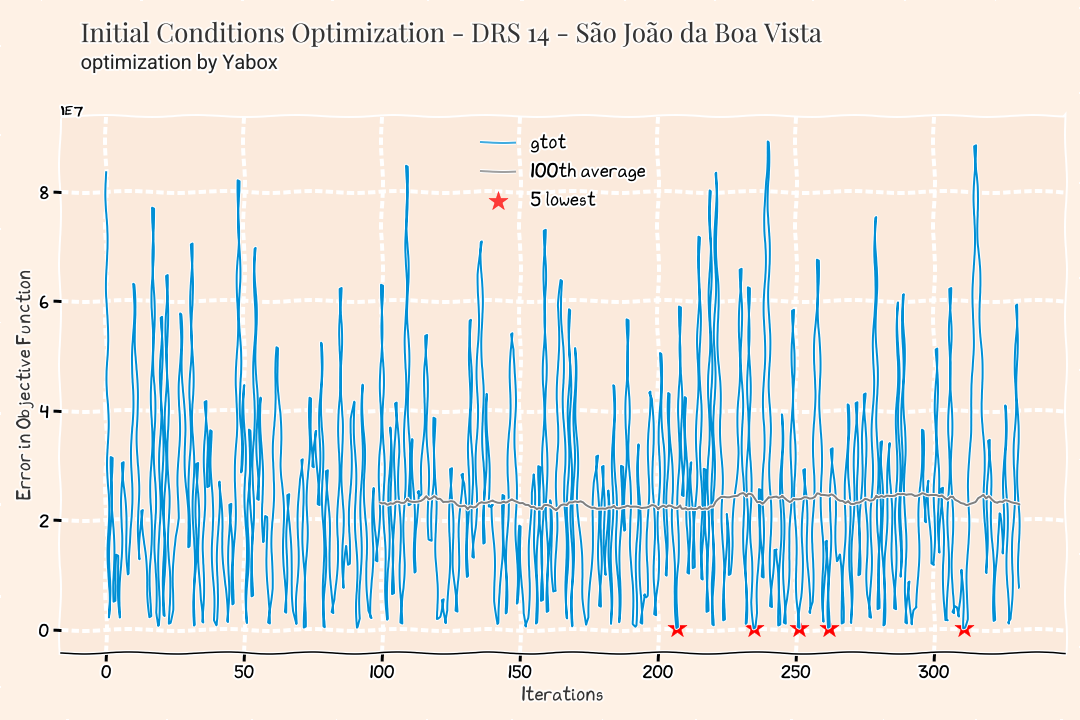 Initial Conditions Optimization - DRS 14 - São João da Boa Vista
optimization by Yabox
1E7
gtot
100th average
5 lowest
8
6
4
2
0
Error in Objective Function
0 50 100 150 200 250 300
Iterations